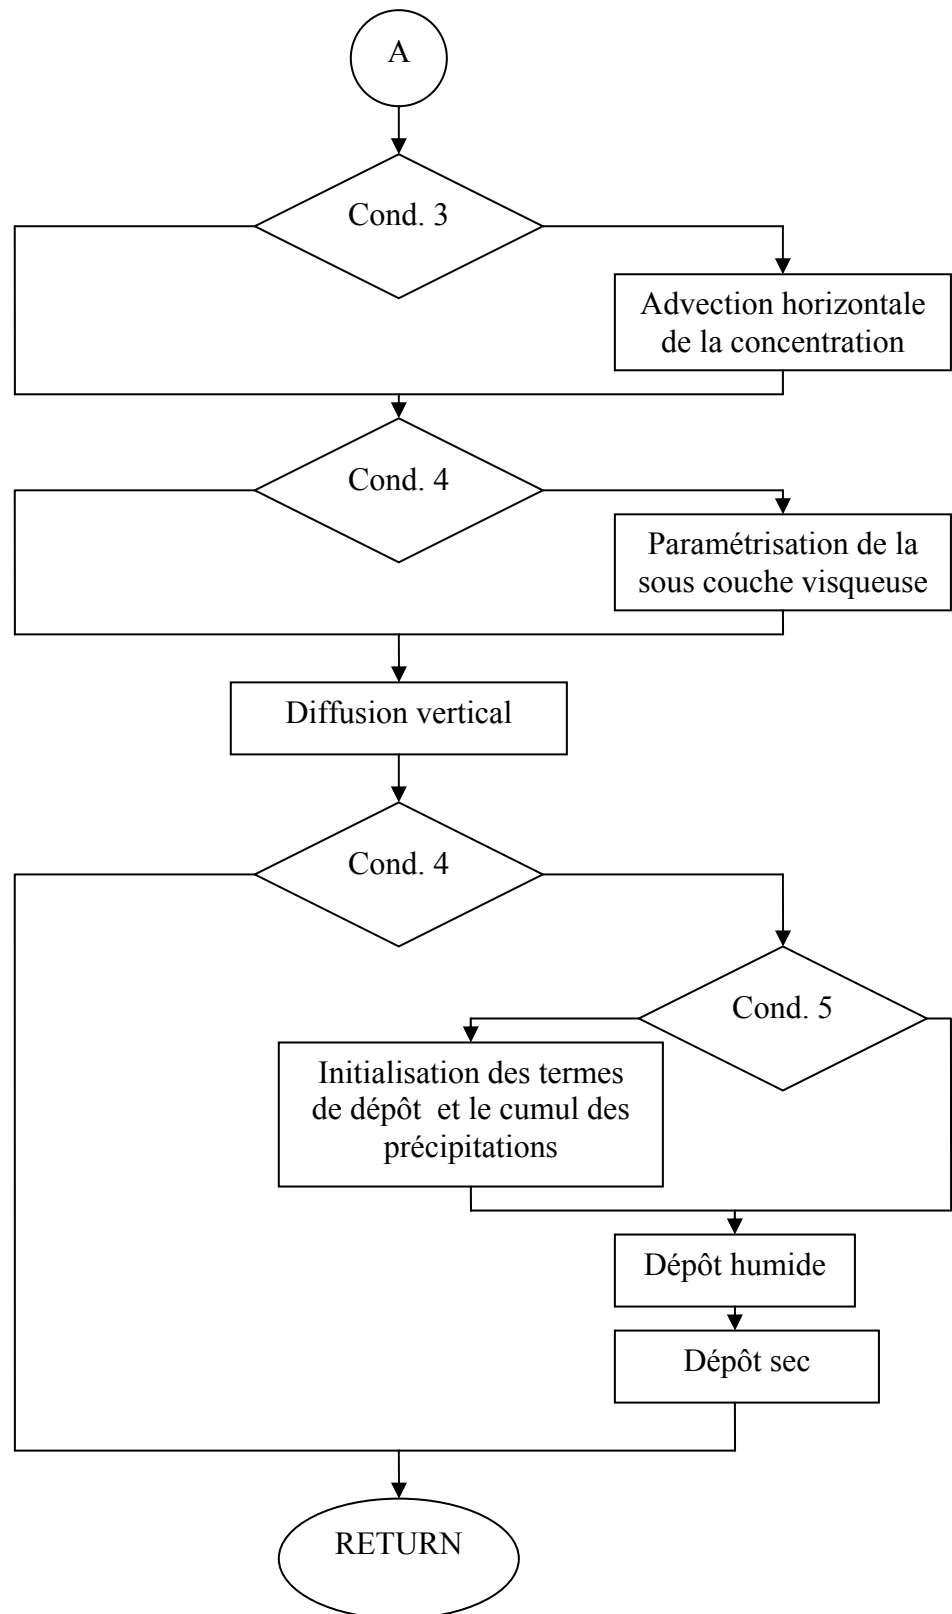 A
Cond. 3
Advection horizontale
de la concentration
Cond. 4
Paramétrisation de la
sous couche visqueuse
Diffusion vertical
Cond. 4
Cond. 5
Initialisation des termes
de dépôt et le cumul des
précipitations
Dépôt humide
Dépôt sec
RETURN